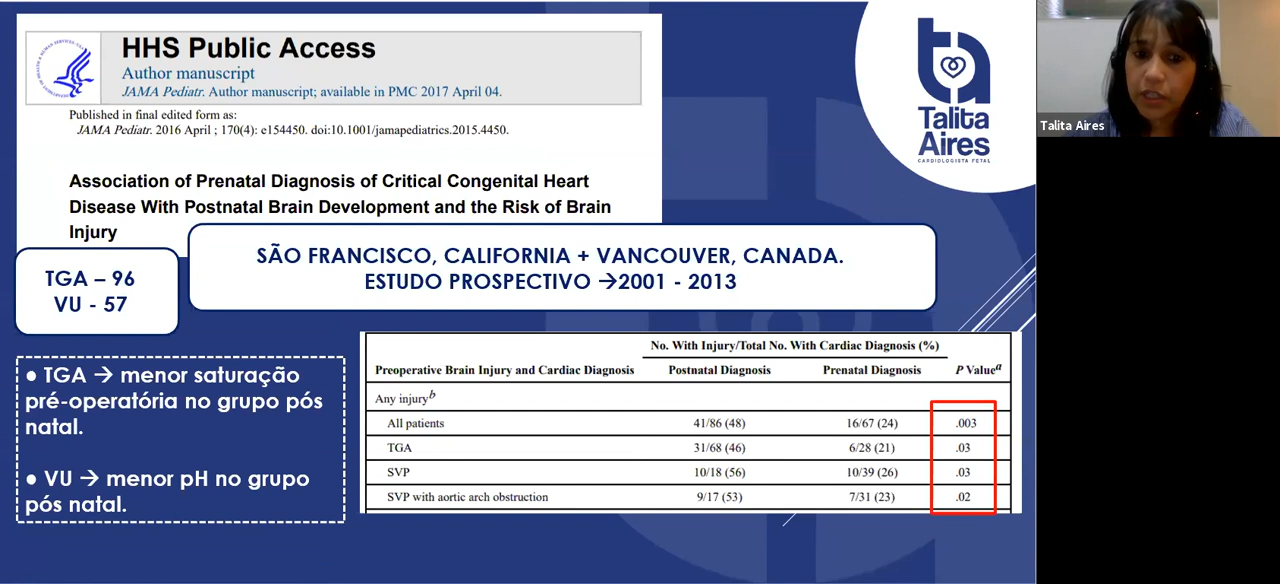 HHS Public Access
Author manuscript
JAMA Pediatr. Author manuscript; available in PMC 2017 April 04.
Published in final edited form as:
JAMA Pediatr. 2016 April ; 170(4): e154450. doi:10.1001/jamapediatrics.2015.4450.
Association of Prenatal Diagnosis of Critical Congenital Heart
Disease With Postnatal Brain Development and the Risk of Brain
Injury
ta
Talita
Aires
CARDIOLOGISTA FETAL
Talita Aires
SÃO FRANCISCO, CALIFORNIA + VANCOUVER, CANADA.
ESTUDO PROSPECTIVO →2001 - 2013
TGA – 96
VU - 57
● TGA → menor saturação
pré-operatória no grupo pós
natal.
● VU → menor pH no grupo
pós natal.
No. With Injury/Total No. With Cardiac Diagnosis (%)
Preoperative Brain Injury and Cardiac Diagnosis Postnatal Diagnosis Prenatal Diagnosis P Valueᵃ
Any injuryᵇ
All patients 41/86 (48) 16/67 (24) .003
TGA 31/68 (46) 6/28 (21) .03
SVP 10/18 (56) 10/39 (26) .03
SVP with aortic arch obstruction 9/17 (53) 7/31 (23) .02